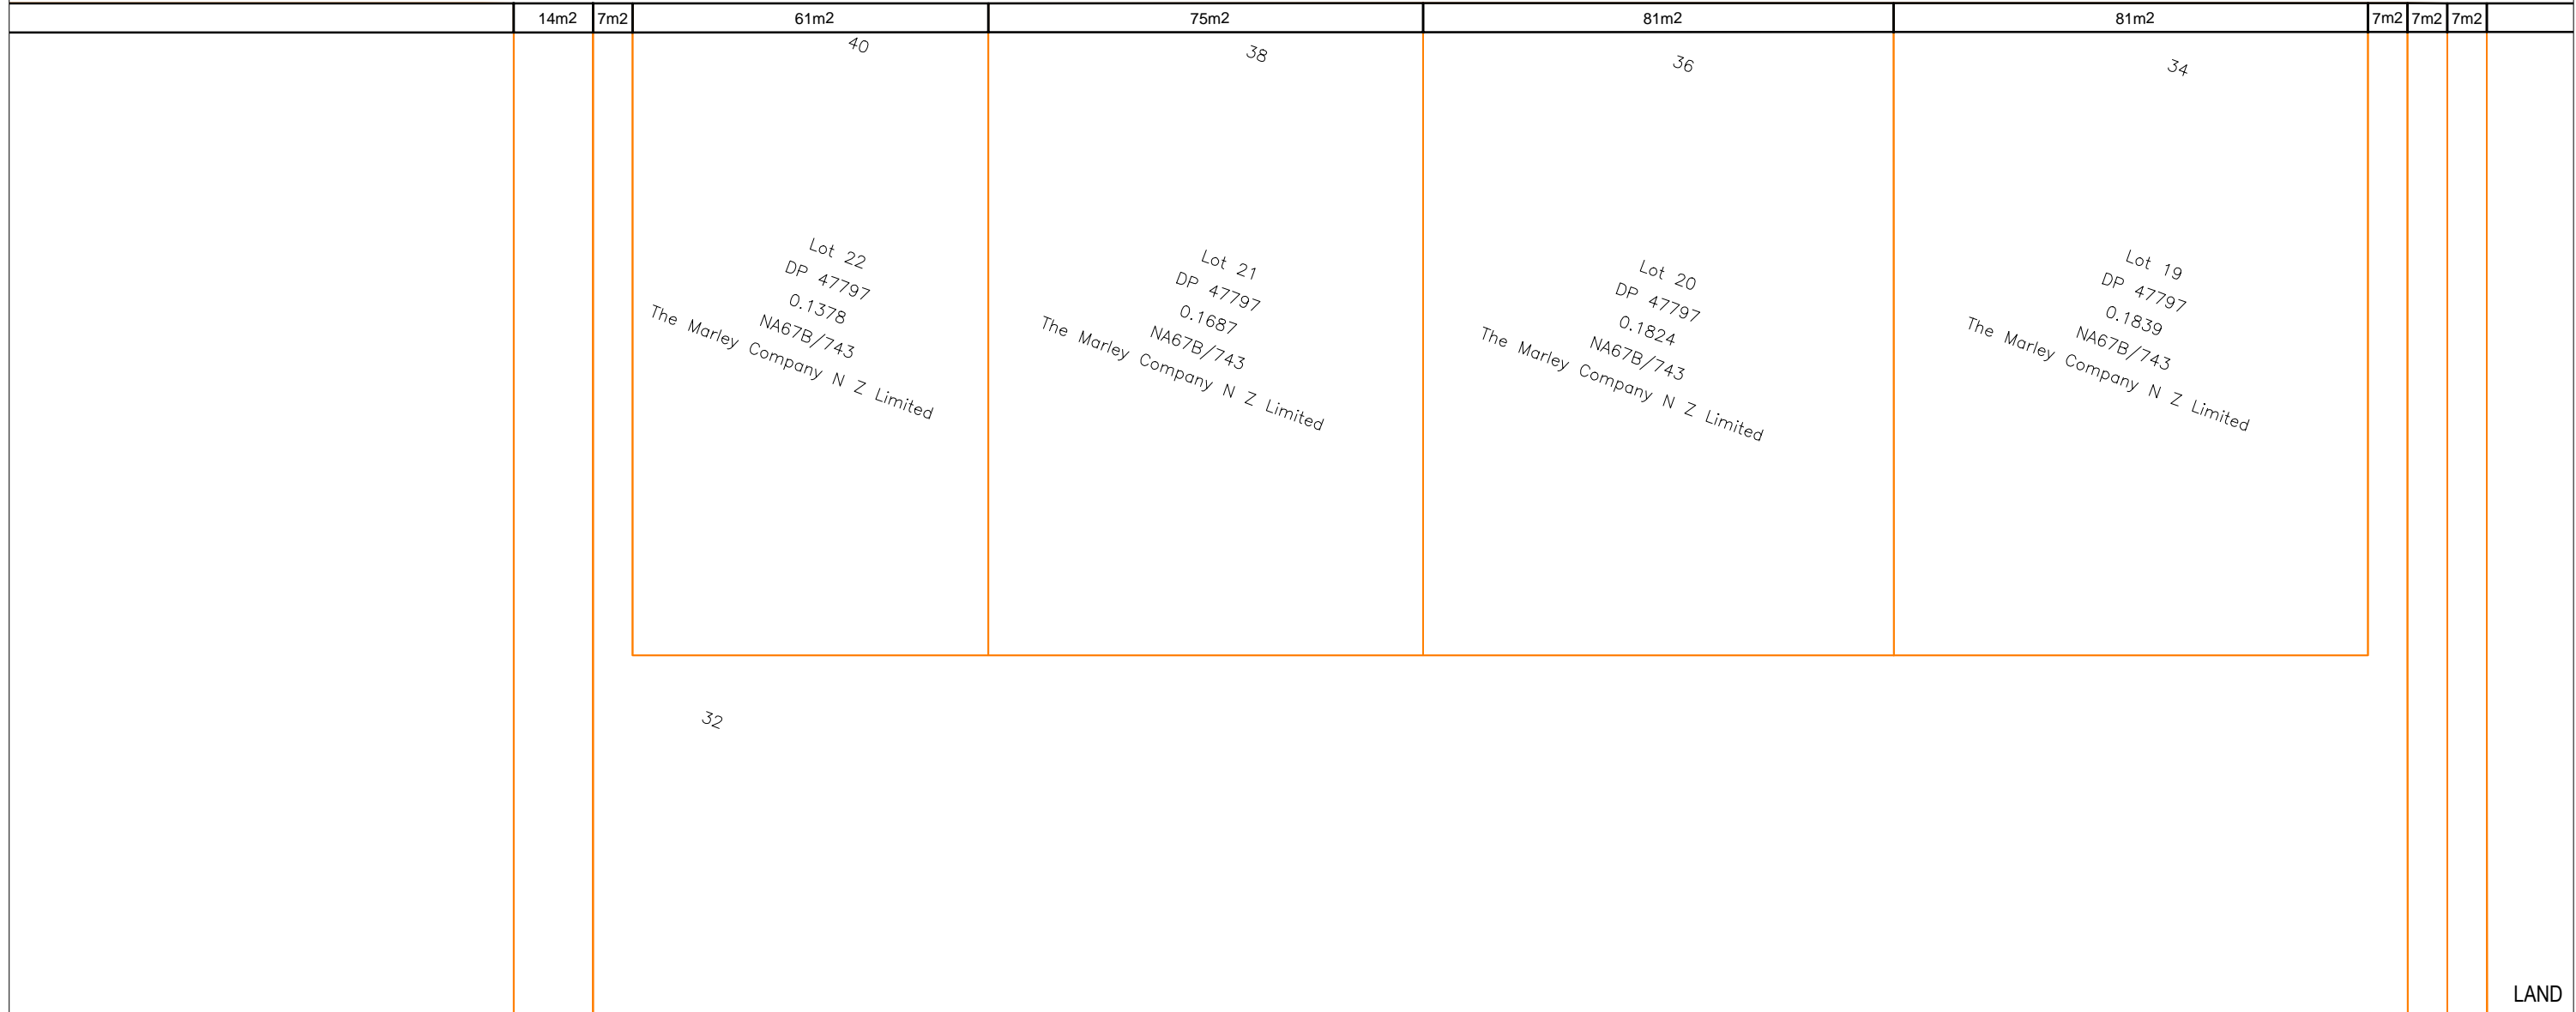 14m2 7m2 61m2 75m2 81m2 81m2 7m2 7m2 7m2
40
38
36
34
Lot 22
DP 47797
0.1378
NA67B/743
The Marley Company N Z Limited
Lot 21
DP 47797
0.1687
NA67B/743
The Marley Company N Z Limited
Lot 20
DP 47797
0.1824
NA67B/743
The Marley Company N Z Limited
Lot 19
DP 47797
0.1839
NA67B/743
The Marley Company N Z Limited
32
LAND